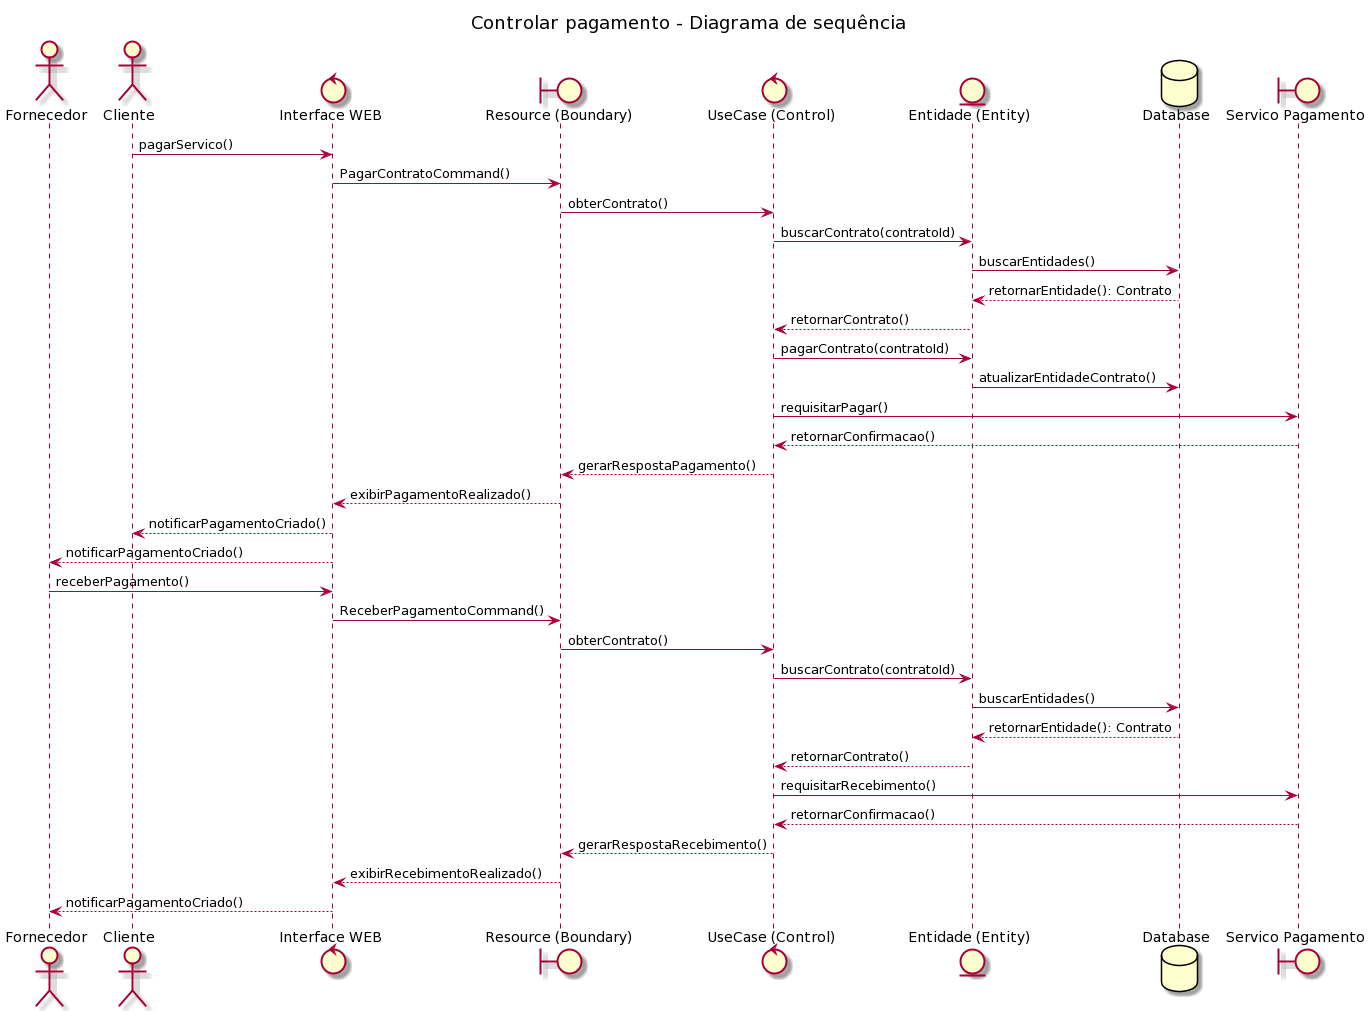 Controlar pagamento - Diagrama de sequência
Fornecedor Cliente Interface WEB Resource (Boundary) UseCase (Control) Entidade (Entity) Database Servico Pagamento
pagarServico()
PagarContratoCommand()
obterContrato()
buscarContrato(contratoId)
buscarEntidades()
retornarEntidade(): Contrato
retornarContrato()
pagarContrato(contratoId)
atualizarEntidadeContrato()
requisitarPagar()
retornarConfirmacao()
gerarRespostaPagamento()
exibirPagamentoRealizado()
notificarPagamentoCriado()
notificarPagamentoCriado()
receberPagamento()
ReceberPagamentoCommand()
obterContrato()
buscarContrato(contratoId)
buscarEntidades()
retornarEntidade(): Contrato
retornarContrato()
requisitarRecebimento()
retornarConfirmacao()
gerarRespostaRecebimento()
exibirRecebimentoRealizado()
notificarPagamentoCriado()
Fornecedor Cliente Interface WEB Resource (Boundary) UseCase (Control) Entidade (Entity) Database Servico Pagamento